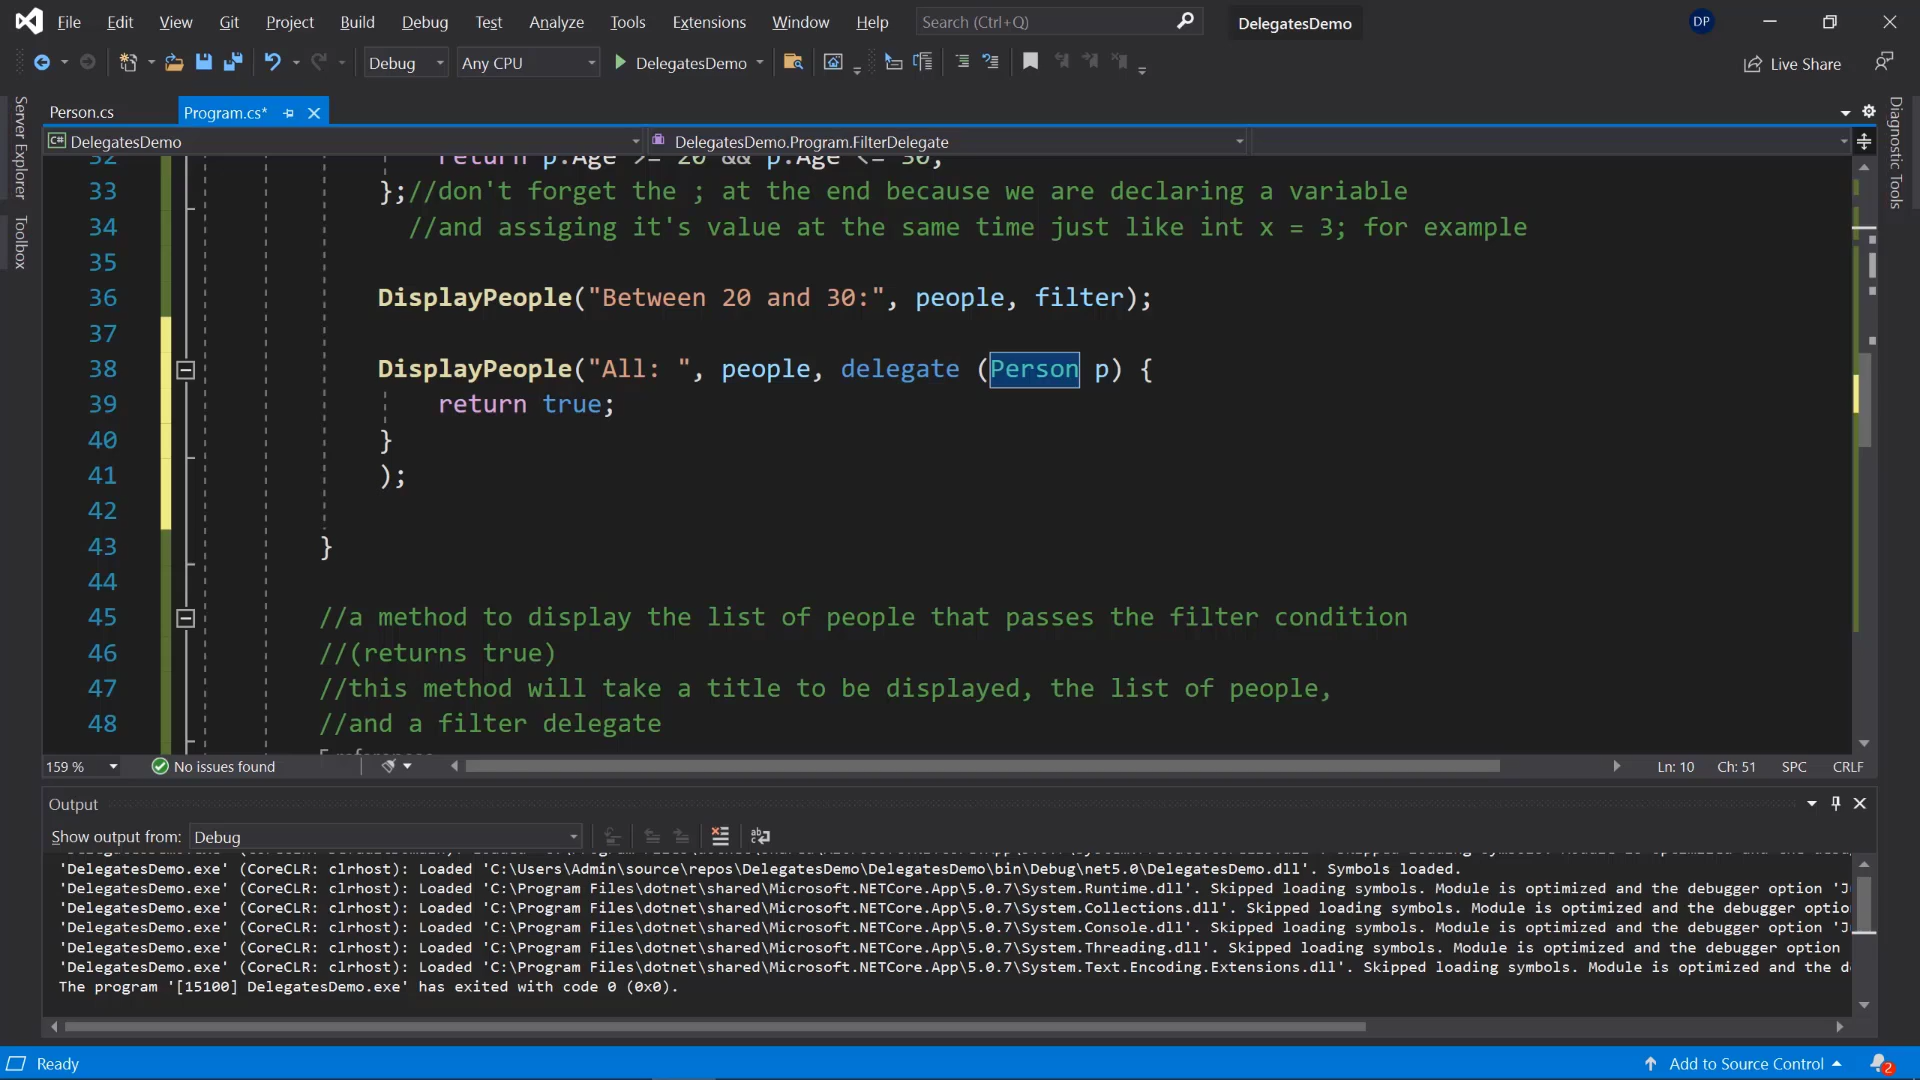 File Edit View Git Project Build Debug Test Analyze Tools Extensions Window Help Search (Ctrl+Q) DelegatesDemo DP
Debug Any CPU DelegatesDemo Live Share
Person.cs Program.cs*
DelegatesDemo DelegatesDemo.Program.FilterDelegate
Server Explorer
Toolbox
Diagnostic Tools
32 return p.Age >= 20 && p.Age <= 30;
33 };//don't forget the ; at the end because we are declaring a variable
34 //and assiging it's value at the same time just like int x = 3; for example
35
36 DisplayPeople("Between 20 and 30:", people, filter);
37
38 DisplayPeople("All: ", people, delegate (Person p) {
39 return true;
40 }
41 );
42
43 }
44
45 //a method to display the list of people that passes the filter condition
46 //(returns true)
47 //this method will take a title to be displayed, the list of people,
48 //and a filter delegate
159 % No issues found Ln: 10 Ch: 51 SPC CRLF
Output
Show output from: Debug
'DelegatesDemo.exe' (CoreCLR: clrhost): Loaded 'C:\Users\Admin\source\repos\DelegatesDemo\DelegatesDemo\bin\Debug\net5.0\DelegatesDemo.dll'. Symbols loaded.
'DelegatesDemo.exe' (CoreCLR: clrhost): Loaded 'C:\Program Files\dotnet\shared\Microsoft.NETCore.App\5.0.7\System.Runtime.dll'. Skipped loading symbols. Module is optimized and the debugger option 'J
'DelegatesDemo.exe' (CoreCLR: clrhost): Loaded 'C:\Program Files\dotnet\shared\Microsoft.NETCore.App\5.0.7\System.Collections.dll'. Skipped loading symbols. Module is optimized and the debugger optio
'DelegatesDemo.exe' (CoreCLR: clrhost): Loaded 'C:\Program Files\dotnet\shared\Microsoft.NETCore.App\5.0.7\System.Console.dll'. Skipped loading symbols. Module is optimized and the debugger option 'J
'DelegatesDemo.exe' (CoreCLR: clrhost): Loaded 'C:\Program Files\dotnet\shared\Microsoft.NETCore.App\5.0.7\System.Threading.dll'. Skipped loading symbols. Module is optimized and the debugger option
'DelegatesDemo.exe' (CoreCLR: clrhost): Loaded 'C:\Program Files\dotnet\shared\Microsoft.NETCore.App\5.0.7\System.Text.Encoding.Extensions.dll'. Skipped loading symbols. Module is optimized and the d
The program '[15100] DelegatesDemo.exe' has exited with code 0 (0x0).
Ready Add to Source Control 2